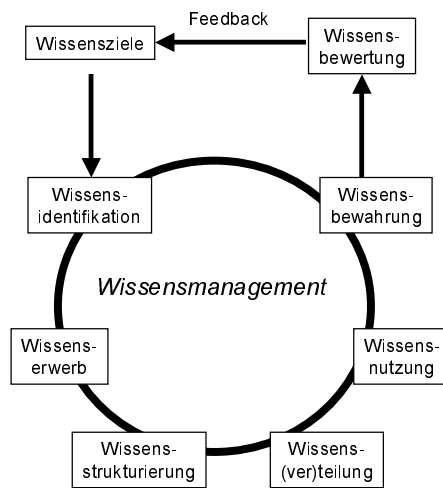 Feedback
Wissensziele
Wissens-
bewertung
Wissens-
identifikation
Wissens-
bewahrung
Wissensmanagement
Wissens-
erwerb
Wissens-
nutzung
Wissens-
strukturierung
Wissens-
(ver)teilung